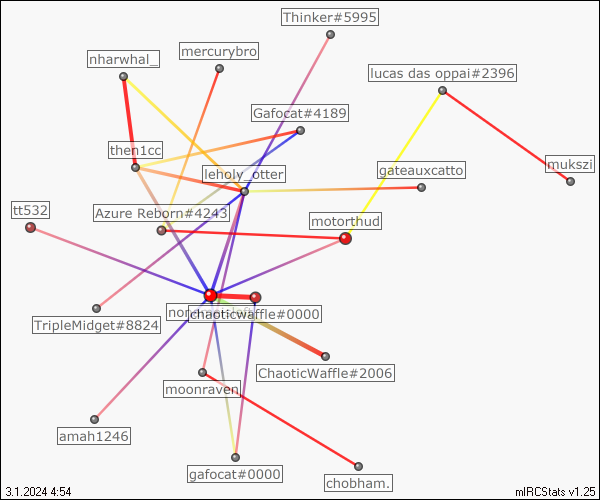 Thinker#5995
mercurybro
nharwhal_
lucas das oppai#2396
Gafocat#4189
then1cc
leholy_otter
gateauxcatto
mukszi
tt532
Azure Reborn#4243
motorthud
chaoticwaffle#0000
TripleMidget#8824
ChaoticWaffle#2006
moonraven
amah1246
gafocat#0000
chobham.
3.1.2024 4:54
mIRCStats v1.25